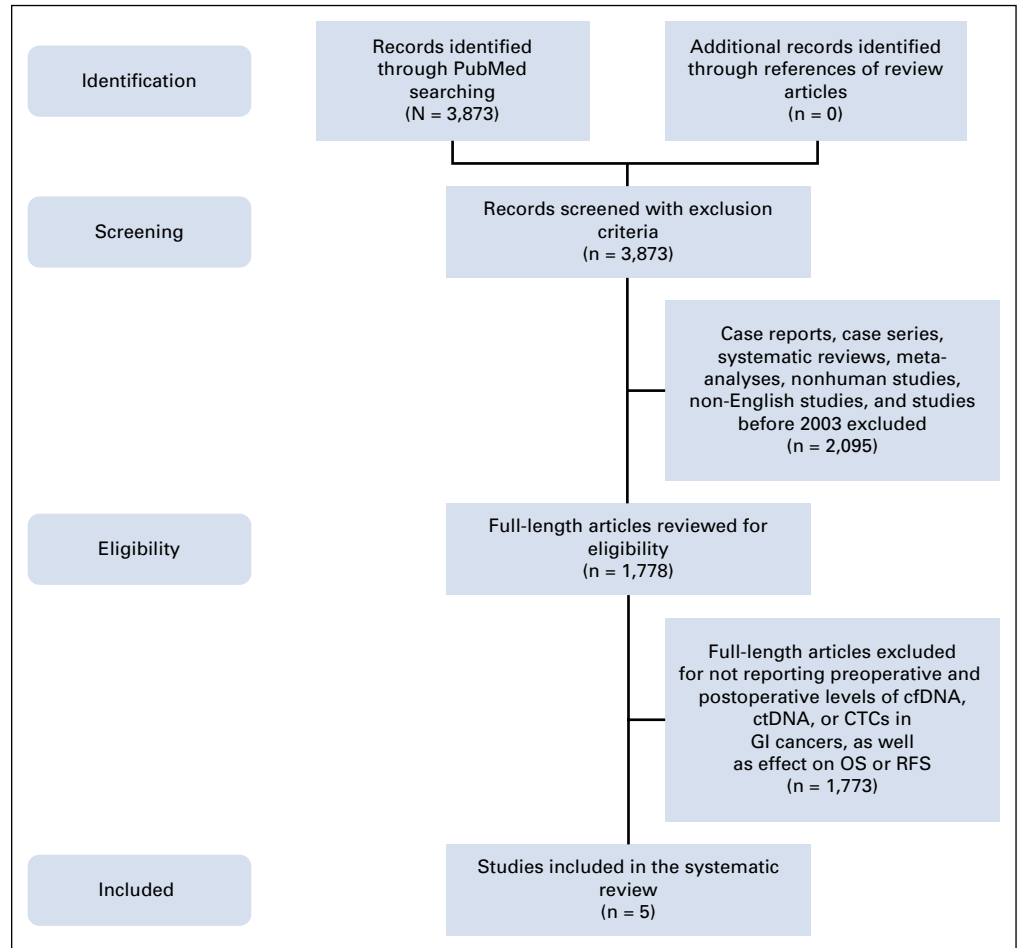 Identification
Records identified
through PubMed
searching
(N = 3,873)
Additional records identified
through references of review
articles
(n = 0)
Screening
Records screened with exclusion
criteria
(n = 3,873)
Case reports, case series,
systematic reviews, meta-
analyses, nonhuman studies,
non-English studies, and studies
before 2003 excluded
(n = 2,095)
Eligibility
Full-length articles reviewed for
eligibility
(n = 1,778)
Full-length articles excluded
for not reporting preoperative and
postoperative levels of cfDNA,
ctDNA, or CTCs in
GI cancers, as well
as effect on OS or RFS
(n = 1,773)
Included
Studies included in the systematic
review
(n = 5)